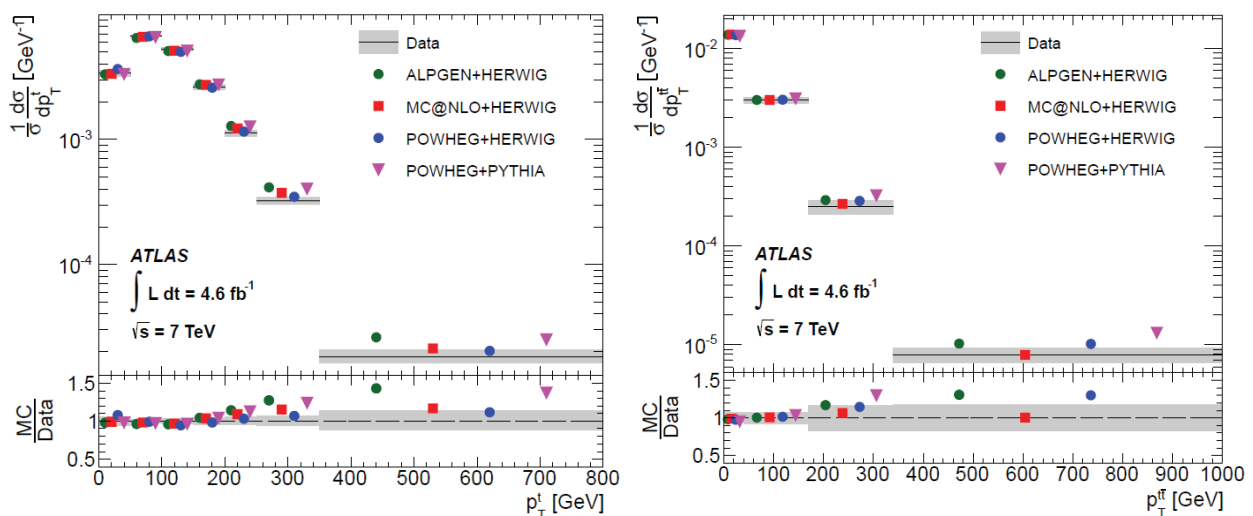 1/σ dσ/dp_T^t [GeV⁻¹]
10⁻³
10⁻⁴
Data
ALPGEN+HERWIG
MC@NLO+HERWIG
POWHEG+HERWIG
POWHEG+PYTHIA
ATLAS
∫ L dt = 4.6 fb⁻¹
√s = 7 TeV
MC/Data
1.5
1
0.5
0 100 200 300 400 500 600 700 800
p_T^t [GeV]
1/σ dσ/dp_T^{tt̄} [GeV⁻¹]
10⁻²
10⁻³
10⁻⁴
10⁻⁵
Data
ALPGEN+HERWIG
MC@NLO+HERWIG
POWHEG+HERWIG
POWHEG+PYTHIA
ATLAS
∫ L dt = 4.6 fb⁻¹
√s = 7 TeV
MC/Data
1.5
1
0.5
0 100 200 300 400 500 600 700 800 900 1000
p_T^{tt̄} [GeV]